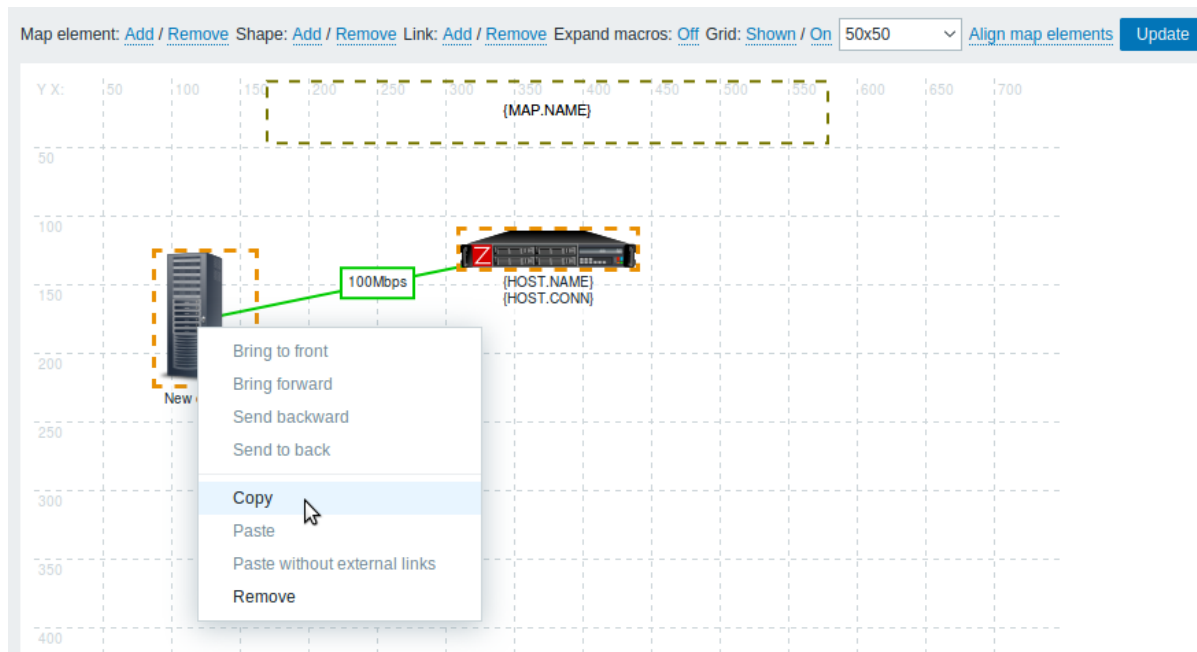 Map element: Add / Remove Shape: Add / Remove Link: Add / Remove Expand macros: Off Grid: Shown / On 50x50 Align map elements Update
Y X: 50 100 150 200 250 300 350 400 450 500 550 600 650 700
{MAP.NAME}
50
100
Z
100Mbps
{HOST.NAME}
150
{HOST.CONN}
Bring to front
200
Bring forward
New
Send backward
250
Send to back
Copy
300
Paste
Paste without external links
350
Remove
400